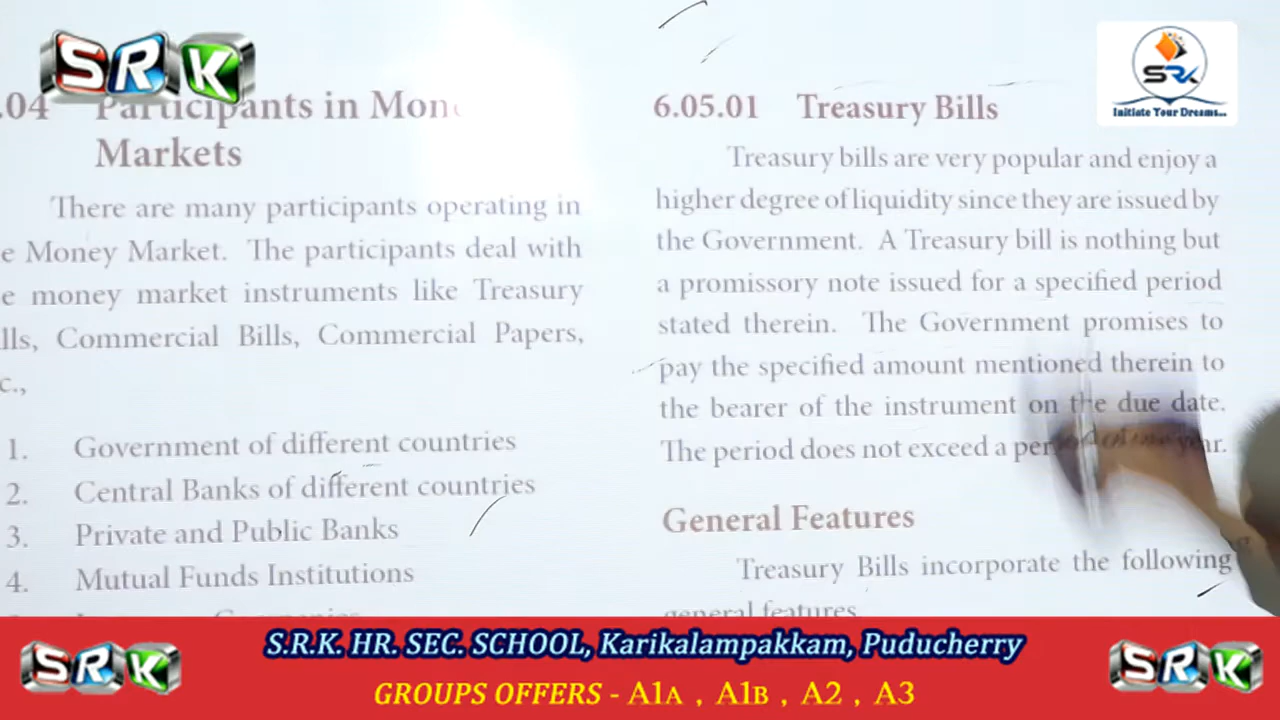 SRK
.04 Participants in Mon
Markets
There are many participants operating in
e Money Market. The participants deal with
e money market instruments like Treasury
lls, Commercial Bills, Commercial Papers,
c.,
1. Government of different countries
2. Central Banks of different countries
3. Private and Public Banks
4. Mutual Funds Institutions
SRK
Initiate Your Dreams...
6.05.01 Treasury Bills
Treasury bills are very popular and enjoy a
higher degree of liquidity since they are issued by
the Government. A Treasury bill is nothing but
a promissory note issued for a specified period
stated therein. The Government promises to
pay the specified amount mentioned therein to
the bearer of the instrument on the due date.
The period does not exceed a period of one year.
General Features
Treasury Bills incorporate the following
general features
SRK
S.R.K. HR. SEC. SCHOOL, Karikalampakkam, Puducherry
GROUPS OFFERS - A1A , A1B , A2 , A3
SRK